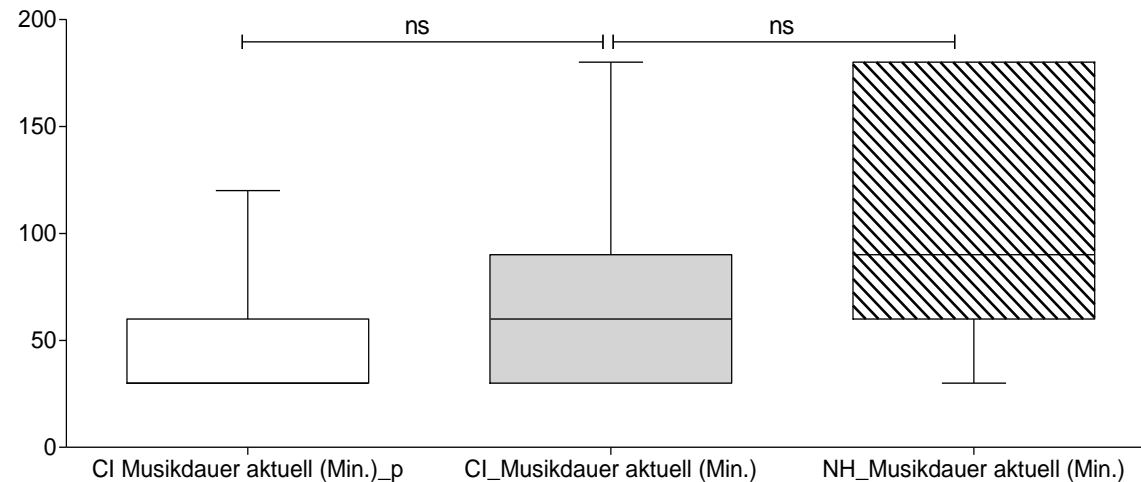 200
ns
ns
150
100
50
0
CI Musikdauer aktuell (Min.)_p
CI_Musikdauer aktuell (Min.)
NH_Musikdauer aktuell (Min.)